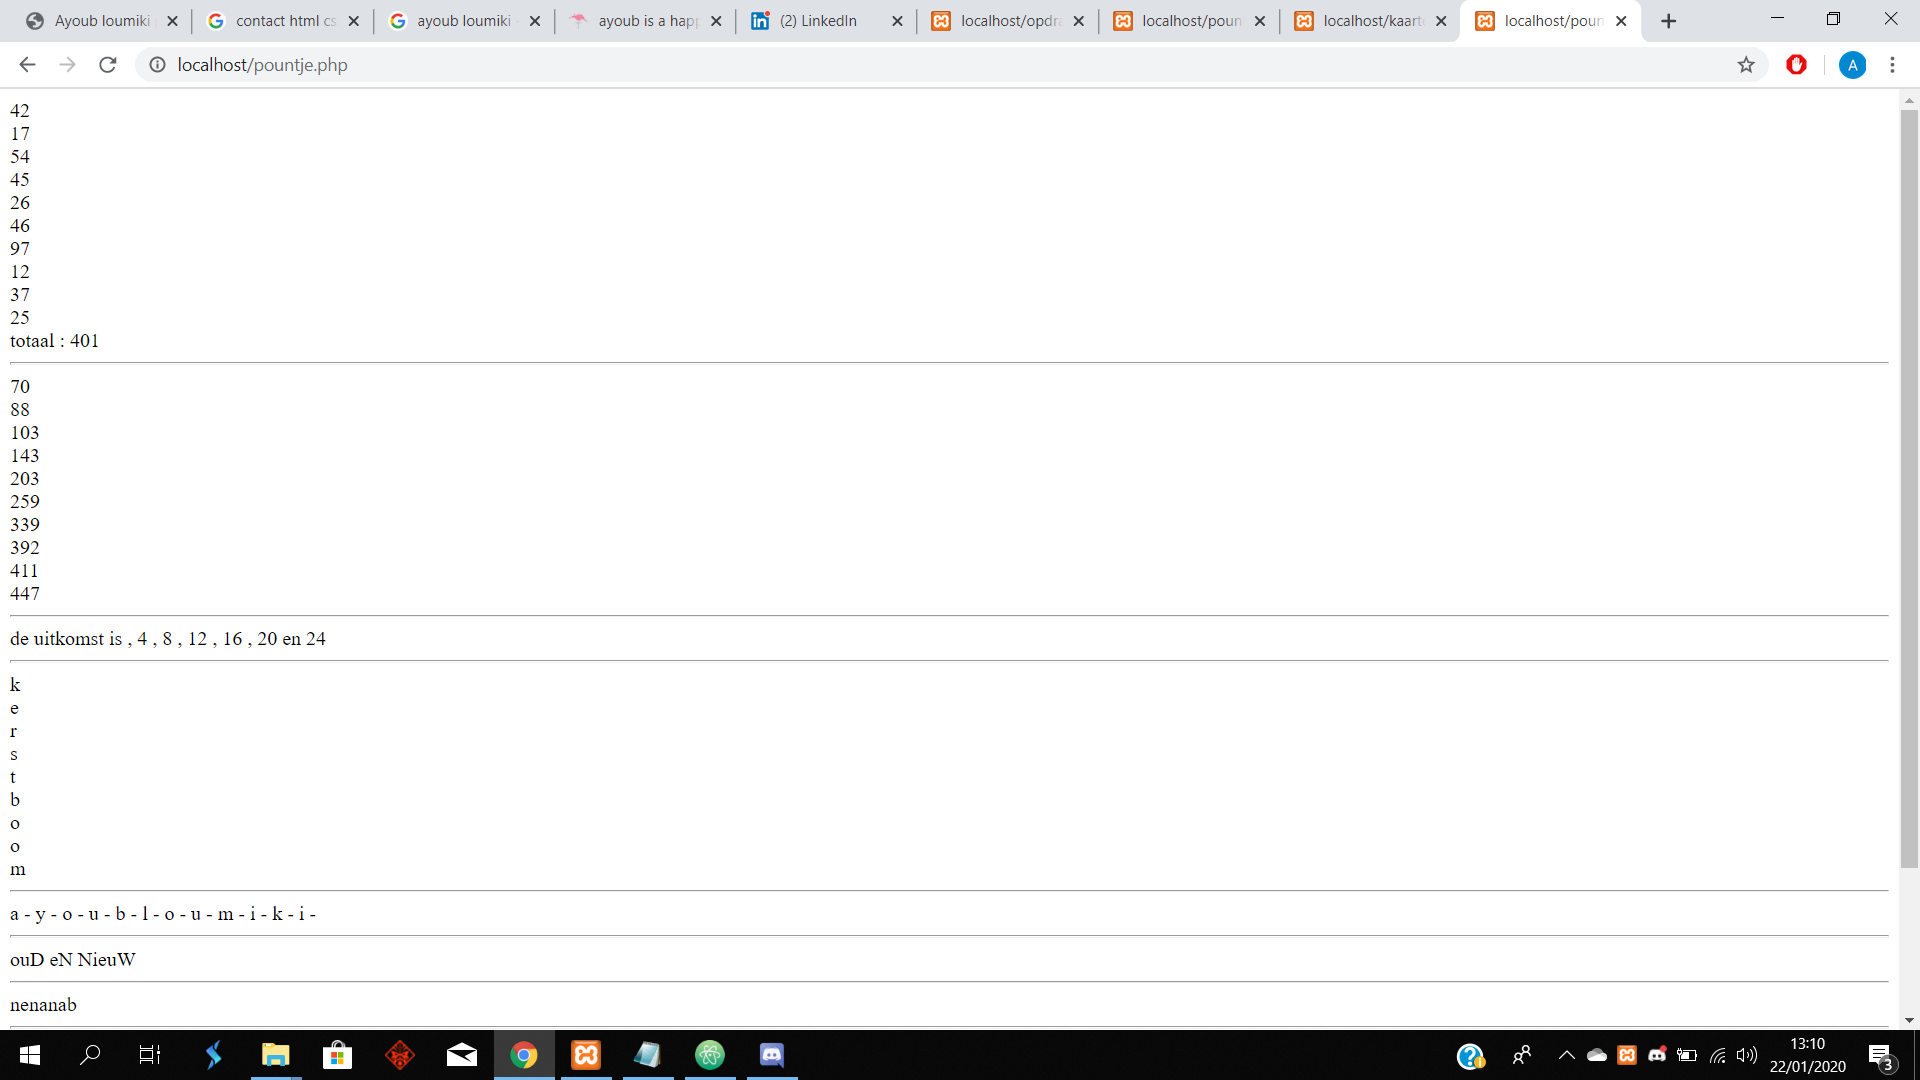 Ayoub loumiki
contact html cs
ayoub loumiki -
ayoub is a happ
(2) LinkedIn
localhost/opdra
localhost/poun
localhost/kaart
localhost/poun
localhost/pountje.php
A
42
17
54
45
26
46
97
12
37
25
totaal : 401
70
88
103
143
203
259
339
392
411
447
de uitkomst is , 4 , 8 , 12 , 16 , 20 en 24
k
e
r
s
t
b
o
o
m
a - y - o - u - b - l - o - u - m - i - k - i -
ouD eN NieuW
nenanab
13:10
22/01/2020
3